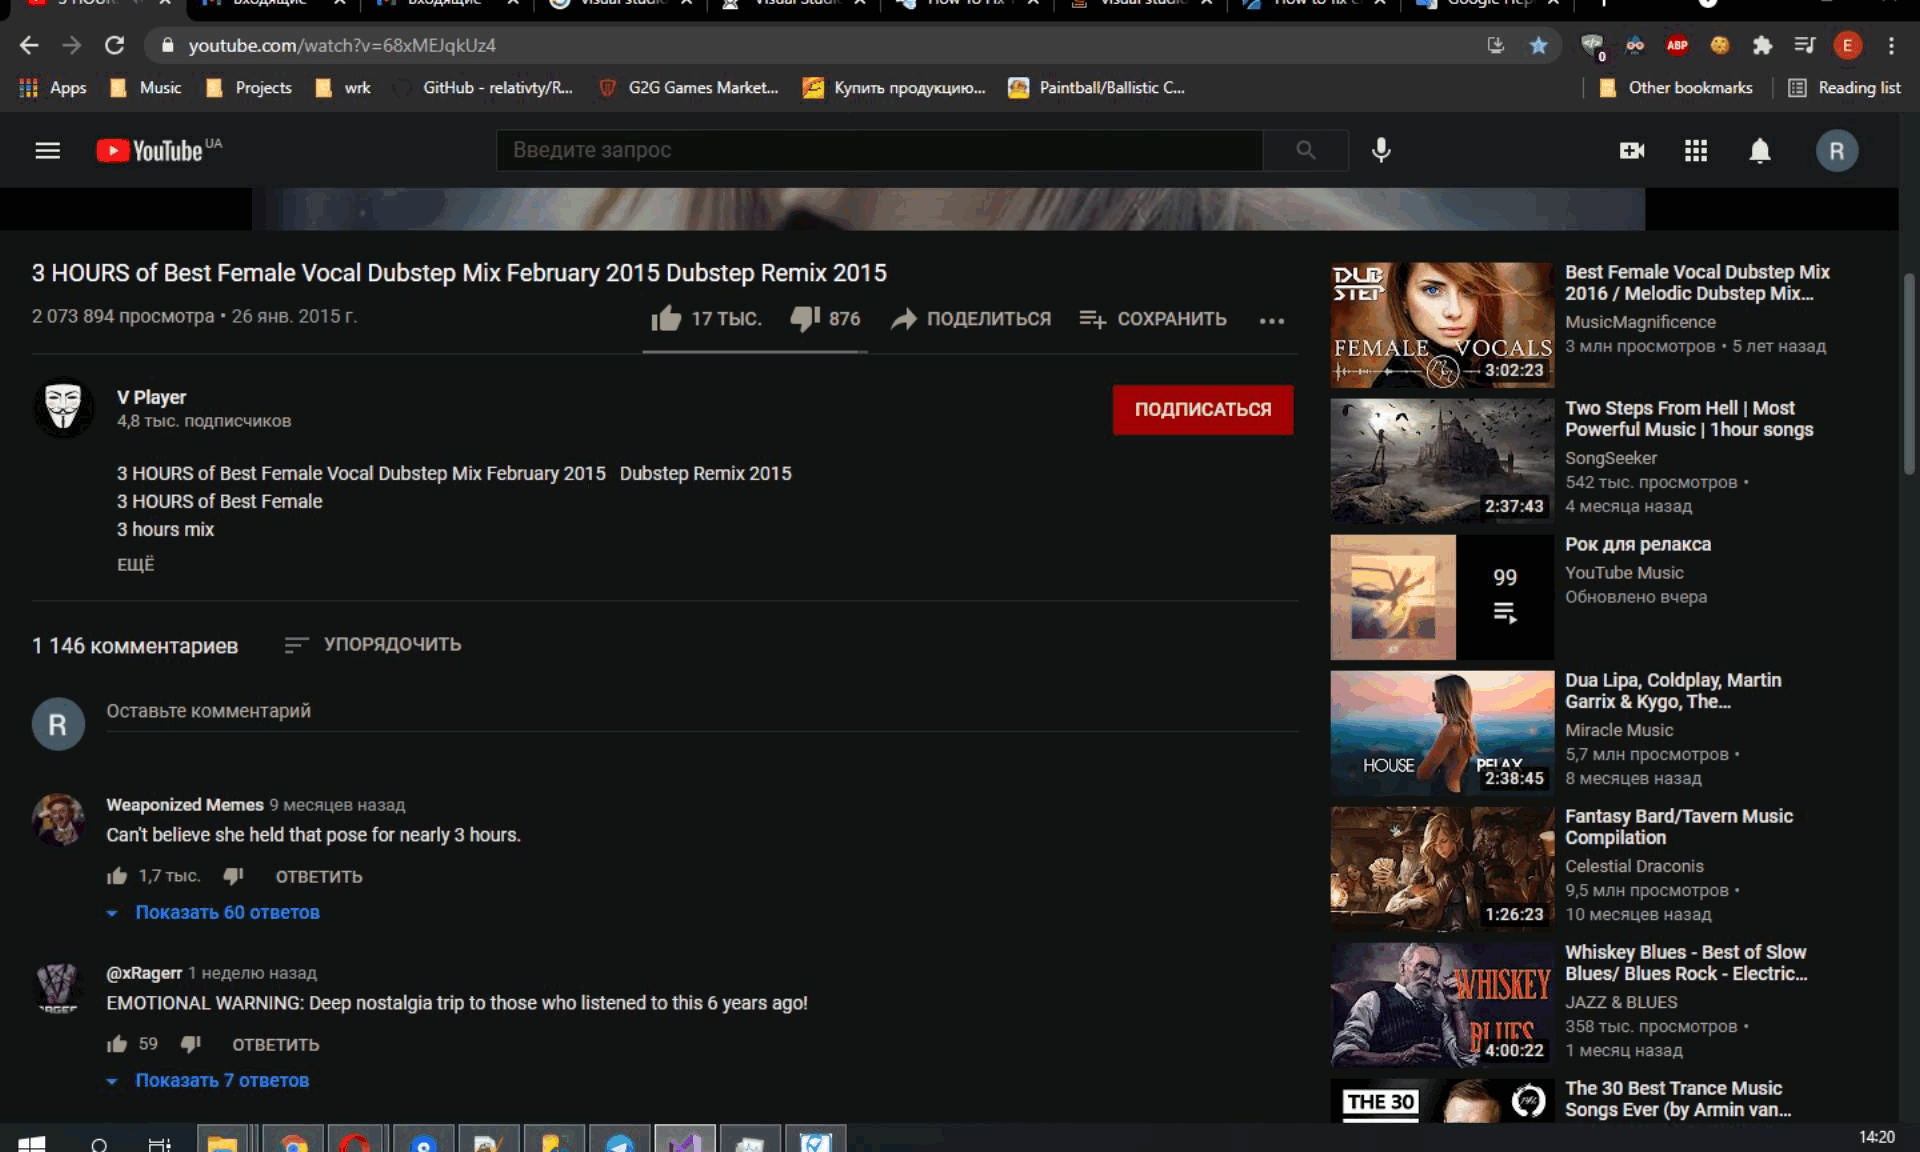 youtube.com/watch?v=68xMEJqkUz4
0
ABP
E
Apps
Music
Projects
wrk
GitHub - relativty/R...
G2G Games Market...
Купить продукцию...
Paintball/Ballistic C...
Other bookmarks
Reading list
YouTube UA
Введите запрос
R
3 HOURS of Best Female Vocal Dubstep Mix February 2015 Dubstep Remix 2015
2 073 894 просмотра • 26 янв. 2015 г.
17 ТЫС.
876
ПОДЕЛИТЬСЯ
СОХРАНИТЬ
V Player
4,8 тыс. подписчиков
ПОДПИСАТЬСЯ
3 HOURS of Best Female Vocal Dubstep Mix February 2015 Dubstep Remix 2015
3 HOURS of Best Female
3 hours mix
ЕЩЁ
1 146 комментариев
УПОРЯДОЧИТЬ
R
Оставьте комментарий
Weaponized Memes 9 месяцев назад
Can't believe she held that pose for nearly 3 hours.
1,7 тыс.
ОТВЕТИТЬ
Показать 60 ответов
@xRagerr 1 неделю назад
EMOTIONAL WARNING: Deep nostalgia trip to those who listened to this 6 years ago!
59
ОТВЕТИТЬ
Показать 7 ответов
DUB
STEP
FEMALE VOCALS
3:02:23
Best Female Vocal Dubstep Mix
2016 / Melodic Dubstep Mix...
MusicMagnificence
3 млн просмотров • 5 лет назад
2:37:43
Two Steps From Hell | Most
Powerful Music | 1hour songs
SongSeeker
542 тыс. просмотров •
4 месяца назад
99
Рок для релакса
YouTube Music
Обновлено вчера
HOUSE RELAX
2:38:45
Dua Lipa, Coldplay, Martin
Garrix & Kygo, The...
Miracle Music
5,7 млн просмотров •
8 месяцев назад
1:26:23
Fantasy Bard/Tavern Music
Compilation
Celestial Draconis
9,5 млн просмотров •
10 месяцев назад
WHISKEY
BLUES
4:00:22
Whiskey Blues - Best of Slow
Blues/ Blues Rock - Electric...
JAZZ & BLUES
358 тыс. просмотров •
1 месяц назад
THE 30
The 30 Best Trance Music
Songs Ever (by Armin van...
14:20